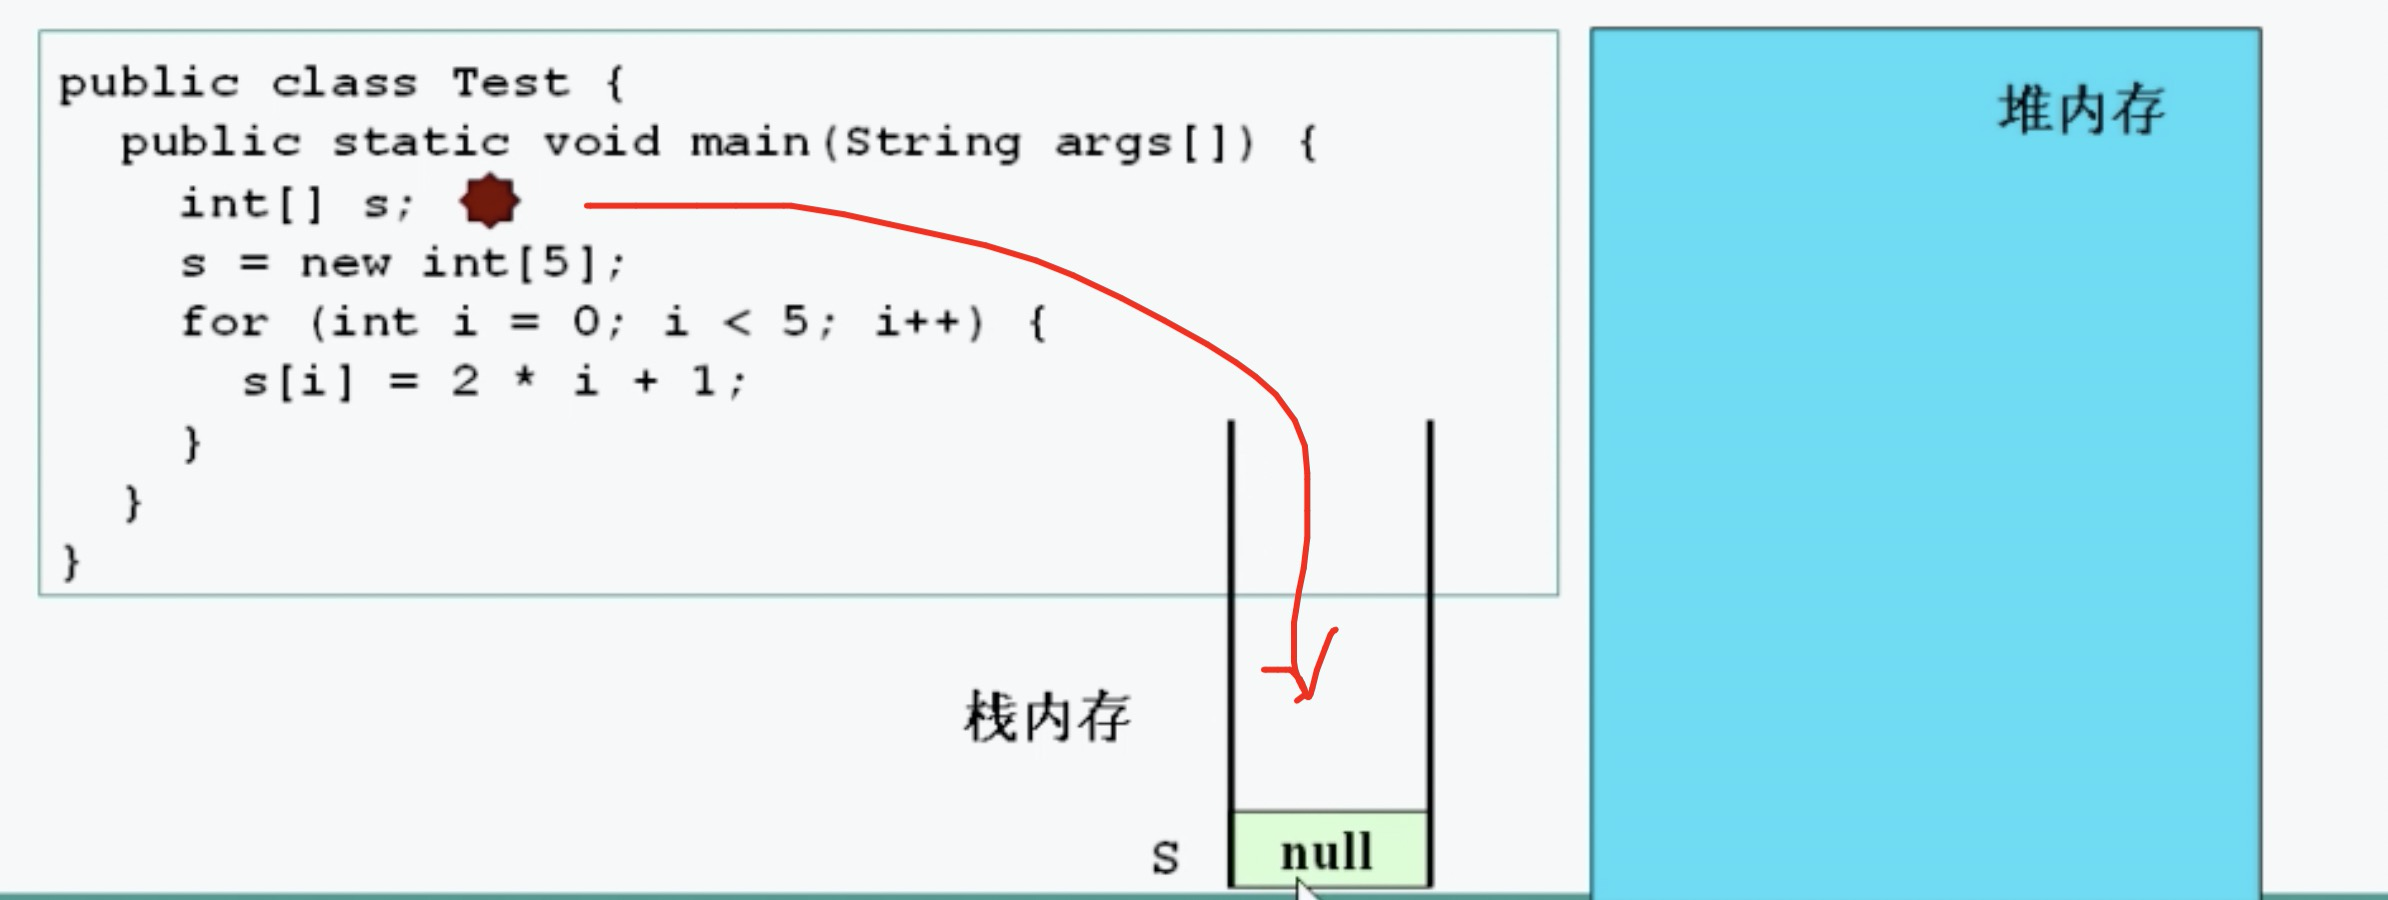 public class Test {
public static void main(String args[]) {
int[] s;
s = new int[5];
for (int i = 0; i < 5; i++) {
s[i] = 2 * i + 1;
}
}
}
堆内存
栈内存
S
null